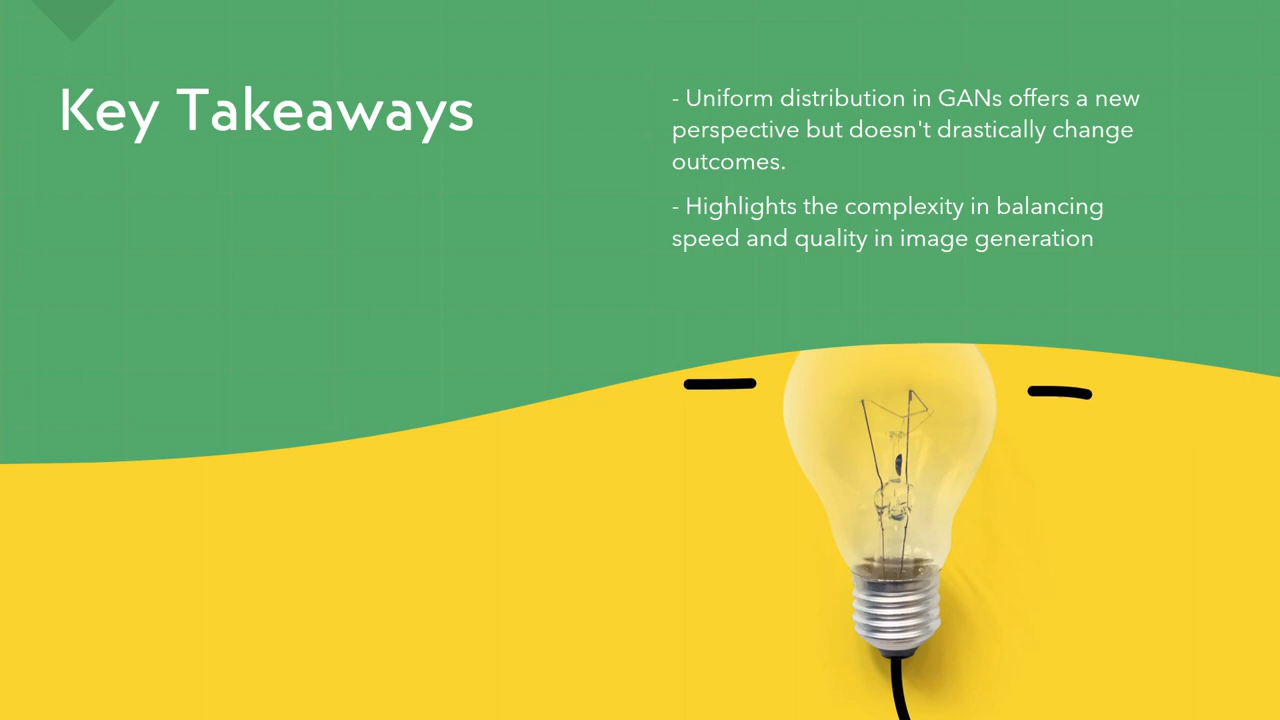 Key Takeaways
- Uniform distribution in GANs offers a new
perspective but doesn't drastically change
outcomes.
- Highlights the complexity in balancing
speed and quality in image generation